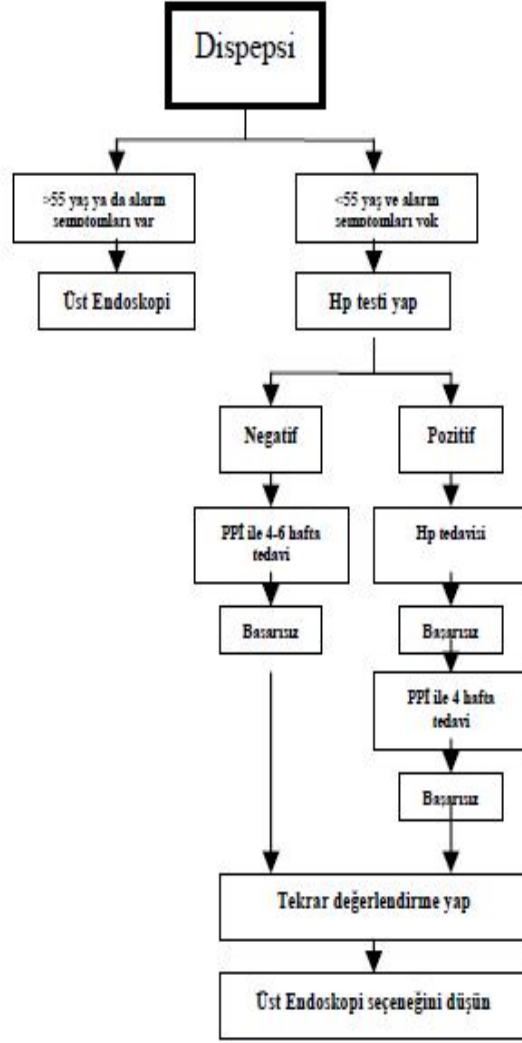 Dispepsi
>55 yaş ya da alarm
semptomları var
<55 yaş ve alarm
semptomları yok
Üst Endoskopi
Hp testi yap
Negatif
Pozitif
PPİ ile 4-6 hafta
tedavi
Hp tedavisi
Başarısız
Başarısız
PPİ ile 4 hafta
tedavi
Başarısız
Tekrar değerlendirme yap
Üst Endoskopi seçeneğini düşün